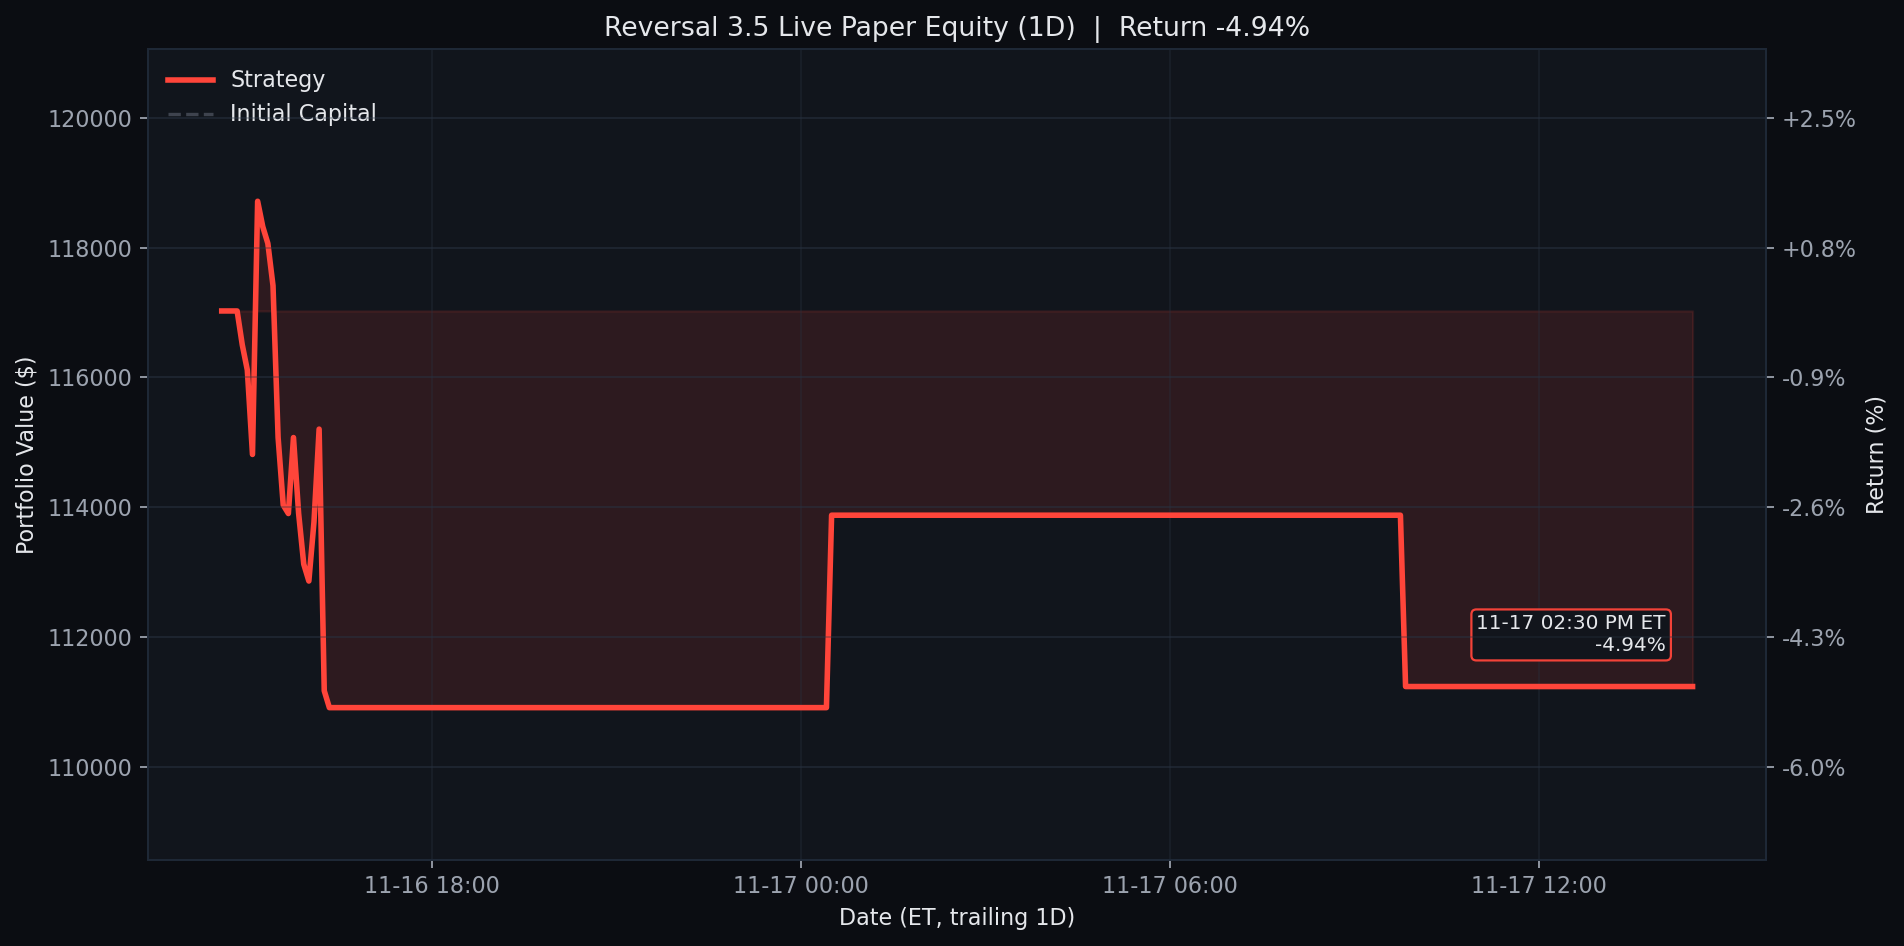 Reversal 3.5 Live Paper Equity (1D) | Return -4.94%
Strategy
Initial Capital
120000
118000
116000
114000
112000
110000
Portfolio Value ($)
+2.5%
+0.8%
-0.9%
-2.6%
-4.3%
-6.0%
Return (%)
11-17 02:30 PM ET
-4.94%
11-16 18:00
11-17 00:00
11-17 06:00
11-17 12:00
Date (ET, trailing 1D)